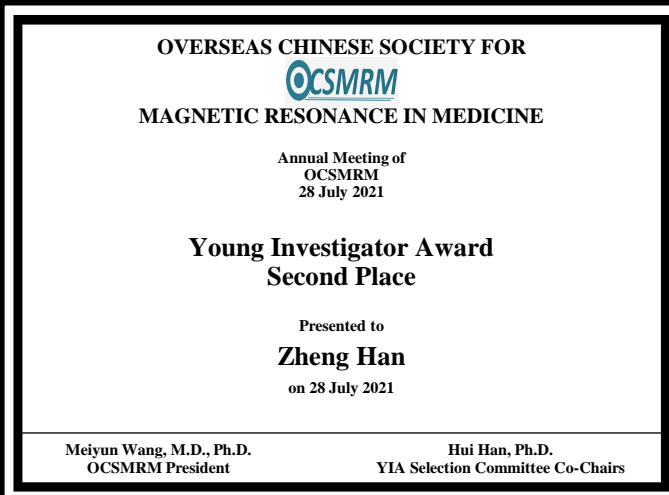 OVERSEAS CHINESE SOCIETY FOR
OCSMRM
MAGNETIC RESONANCE IN MEDICINE
Annual Meeting of
OCSMRM
28 July 2021
Young Investigator Award
Second Place
Presented to
Zheng Han
on 28 July 2021
Meiyun Wang, M.D., Ph.D.
OCSMRM President
Hui Han, Ph.D.
YIA Selection Committee Co-Chairs